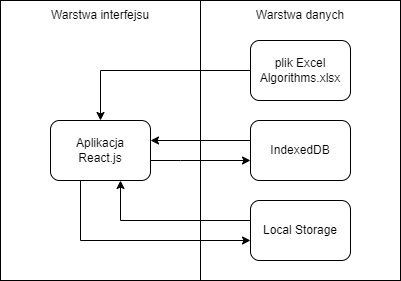 Warstwa interfejsu
Warstwa danych
plik Excel
Algorithms.xlsx
Aplikacja
React.js
IndexedDB
Local Storage